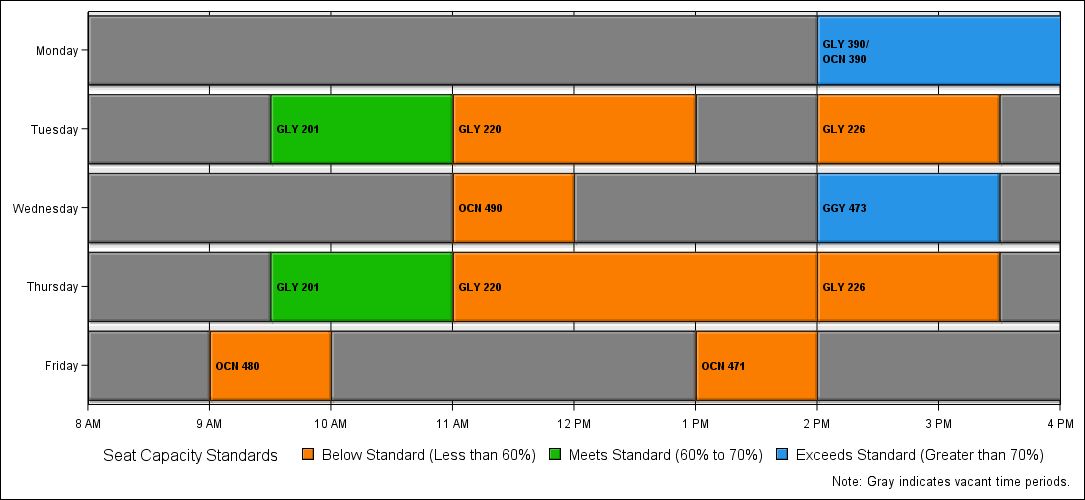 Monday
GLY 390/
OCN 390
Tuesday
GLY 201
GLY 220
GLY 226
Wednesday
OCN 490
GGY 473
Thursday
GLY 201
GLY 220
GLY 226
Friday
OCN 480
OCN 471
8 AM 9 AM 10 AM 11 AM 12 PM 1 PM 2 PM 3 PM 4 PM
Seat Capacity Standards Below Standard (Less than 60%) Meets Standard (60% to 70%) Exceeds Standard (Greater than 70%)
Note: Gray indicates vacant time periods.